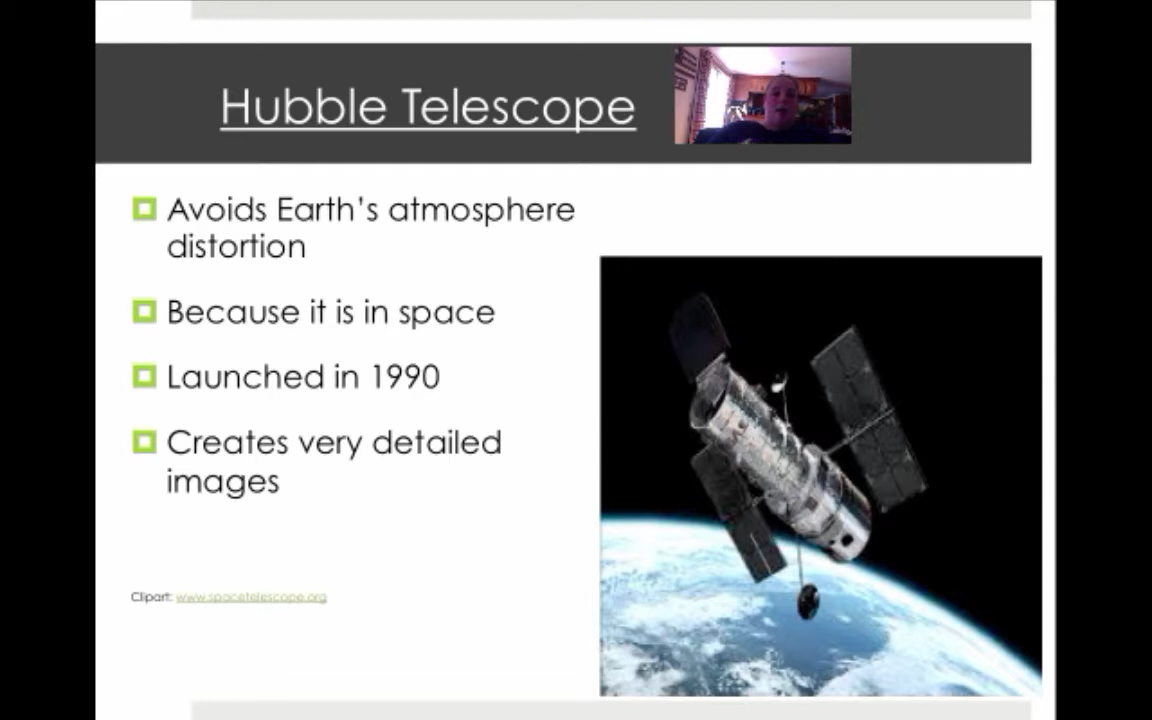 Hubble Telescope
Avoids Earth's atmosphere
distortion
Because it is in space
Launched in 1990
Creates very detailed
images
Clipart: www.spacetelescope.org